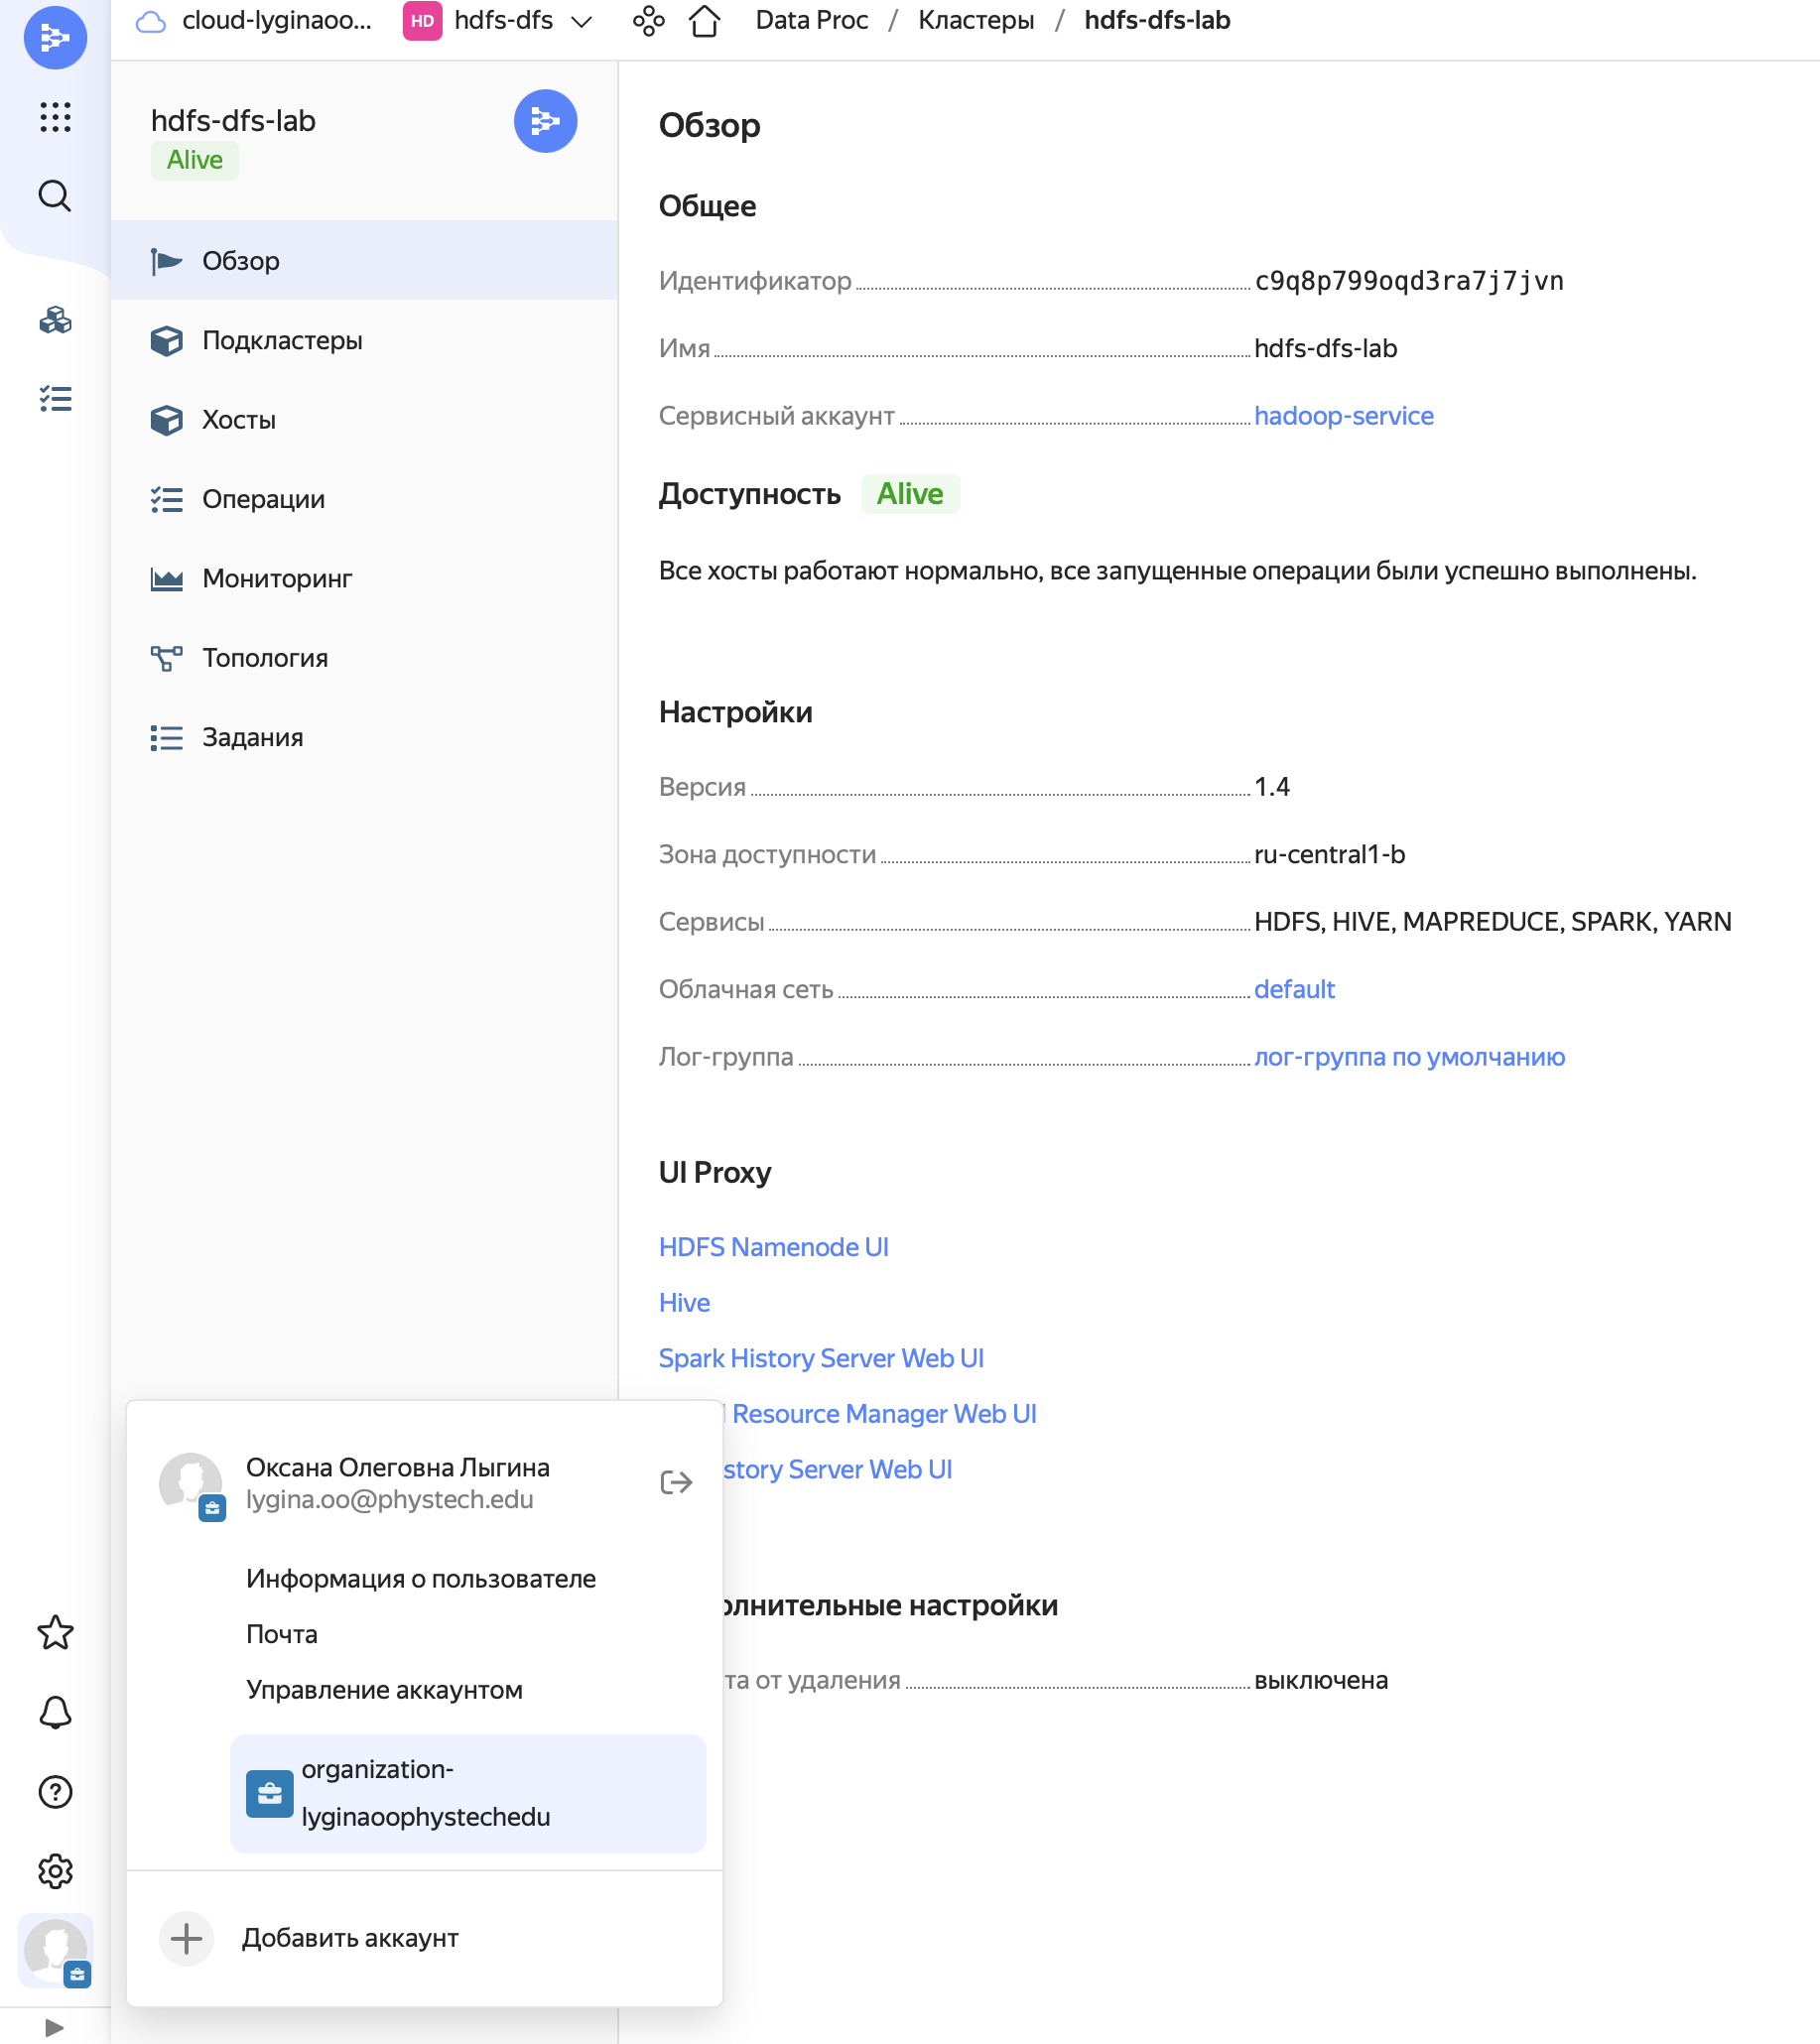 cloud-lyginaoo...
HD hdfs-dfs
Data Proc / Кластеры / hdfs-dfs-lab
hdfs-dfs-lab
Alive
Обзор
Подкластеры
Хосты
Операции
Мониторинг
Топология
Задания
Обзор
Общее
Идентификатор c9q8p799oqd3ra7j7jvn
Имя hdfs-dfs-lab
Сервисный аккаунт hadoop-service
Доступность Alive
Все хосты работают нормально, все запущенные операции были успешно выполнены.
Настройки
Версия 1.4
Зона доступности ru-central1-b
Сервисы HDFS, HIVE, MAPREDUCE, SPARK, YARN
Облачная сеть default
Лог-группа лог-группа по умолчанию
UI Proxy
HDFS Namenode UI
Hive
Spark History Server Web UI
Resource Manager Web UI
story Server Web UI
олнительные настройки
та от удаления выключена
Оксана Олеговна Лыгина
lygina.oo@phystech.edu
Информация о пользователе
Почта
Управление аккаунтом
organization-
lyginaoophystechedu
Добавить аккаунт